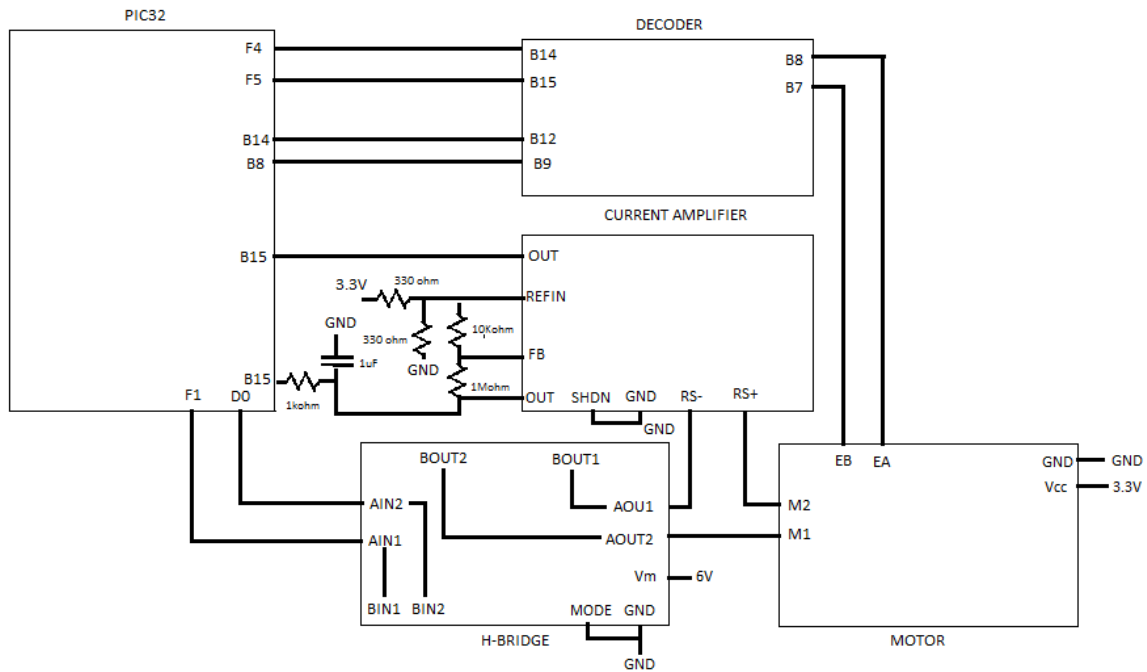 PIC32
DECODER
F4
B14
F5
B15
B8
B7
B14
B12
B8
B9
CURRENT AMPLIFIER
B15
OUT
3.3V
330 ohm
REFIN
GND
330 ohm
10Kohm
1uF
GND
FB
B15
1kohm
1Mohm
OUT
F1
D0
SHDN
GND
RS-
RS+
GND
BOUT2
BOUT1
EB
EA
GND
GND
Vcc
3.3V
AIN2
AOU1
M2
AIN1
AOUT2
M1
Vm
6V
BIN1
BIN2
MODE
GND
H-BRIDGE
GND
MOTOR